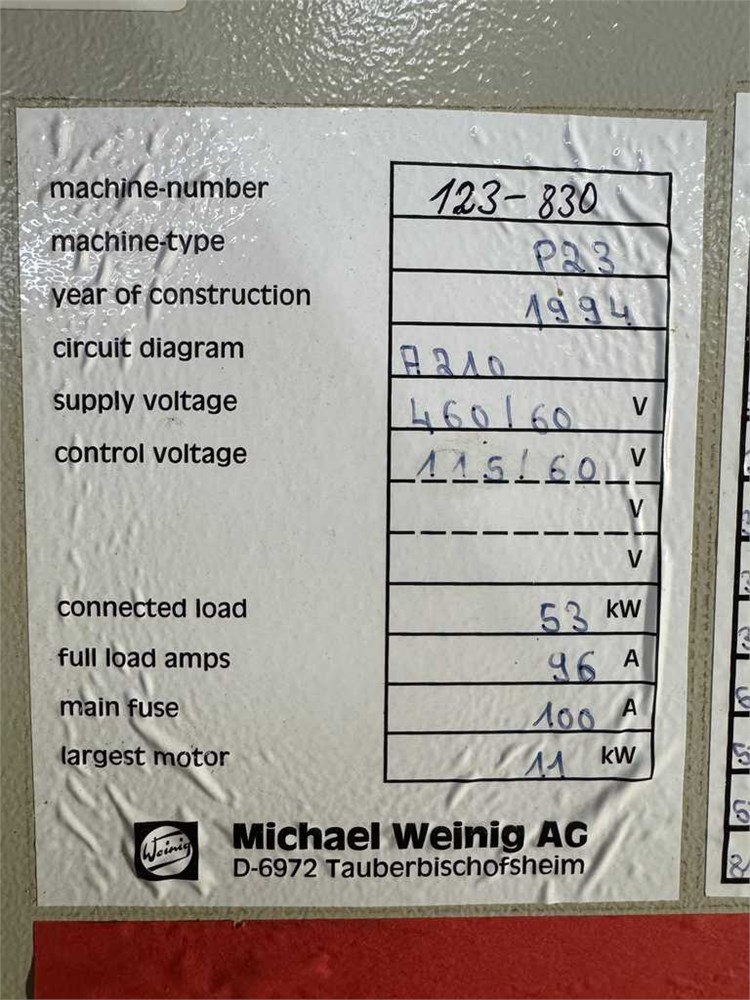 machine-number 123-830
machine-type P23
year of construction 1994
circuit diagram A210
supply voltage 460/60 V
control voltage 115/60 V
V
V
connected load 53 kW
full load amps 96 A
main fuse 100 A
largest motor 11 kW
Weinig
Michael Weinig AG
D-6972 Tauberbischofsheim